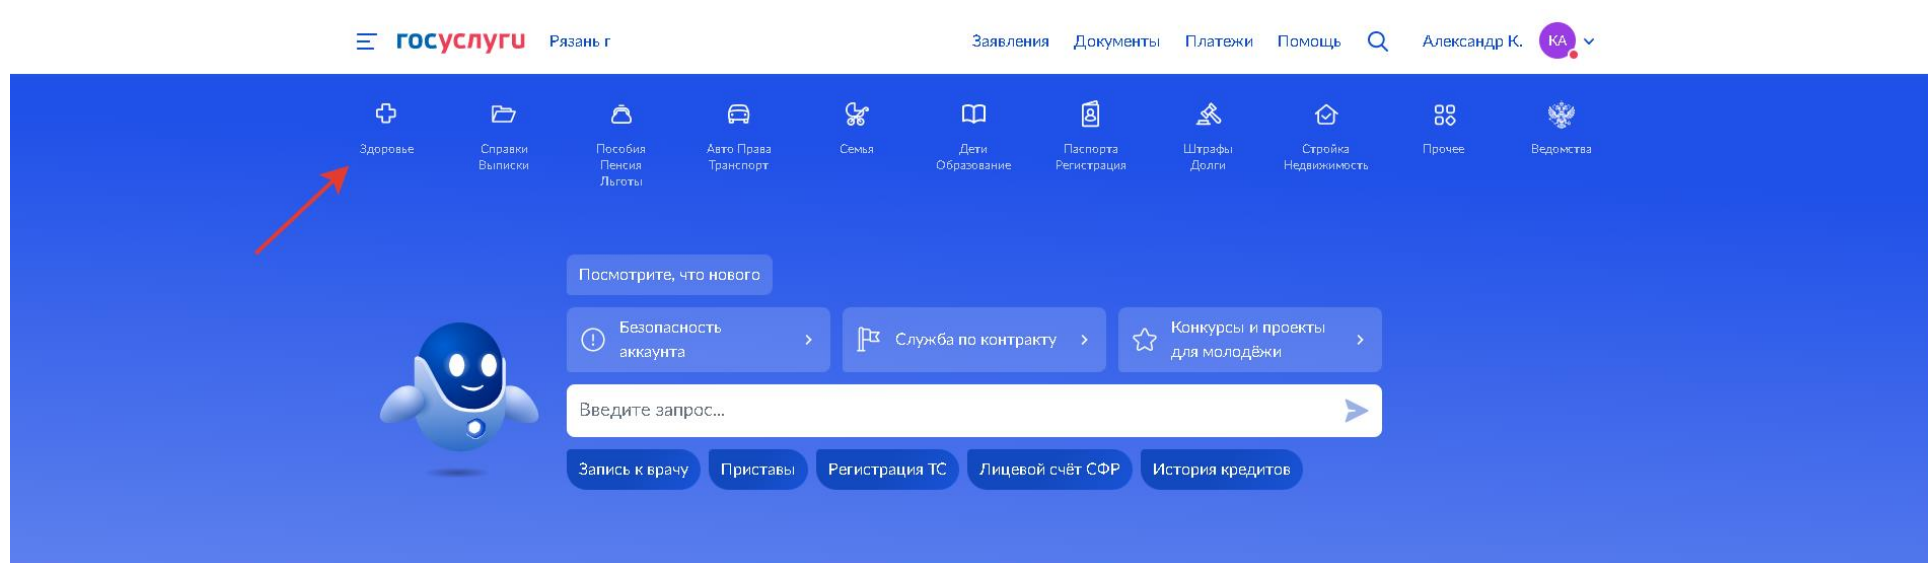 госуслуги Рязань г Заявления Документы Платежи Помощь Александр К. КА
Здоровье Справки Пособия Авто Права Семья Дети Паспорта Штрафы Стройка Прочее Ведомства
Выписки Пенсия Транспорт Образование Регистрация Долги Недвижимость
Льготы
Посмотрите, что нового
Безопасность
аккаунта
Служба по контракту
Конкурсы и проекты
для молодёжи
Введите запрос...
Запись к врачу Приставы Регистрация ТС Лицевой счёт СФР История кредитов